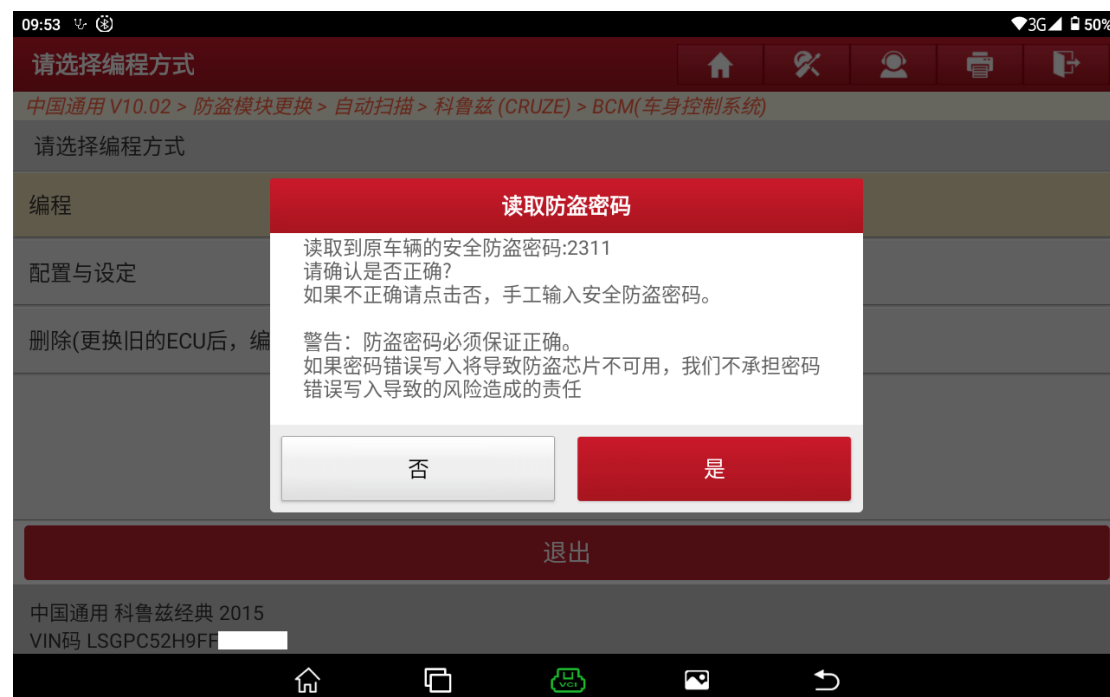 09:53 3G 50%
请选择编程方式
中国通用 V10.02 > 防盗模块更换 > 自动扫描 > 科鲁兹 (CRUZE) > BCM(车身控制系统)
请选择编程方式
编程
配置与设定
删除(更换旧的ECU后，编
读取防盗密码
读取到原车辆的安全防盗密码:2311
请确认是否正确?
如果不正确请点击否，手工输入安全防盗密码。
警告：防盗密码必须保证正确。
如果密码错误写入将导致防盗芯片不可用，我们不承担密码
错误写入导致的风险造成的责任
否
是
退出
中国通用 科鲁兹经典 2015
VIN码 LSGPC52H9FF
VCI